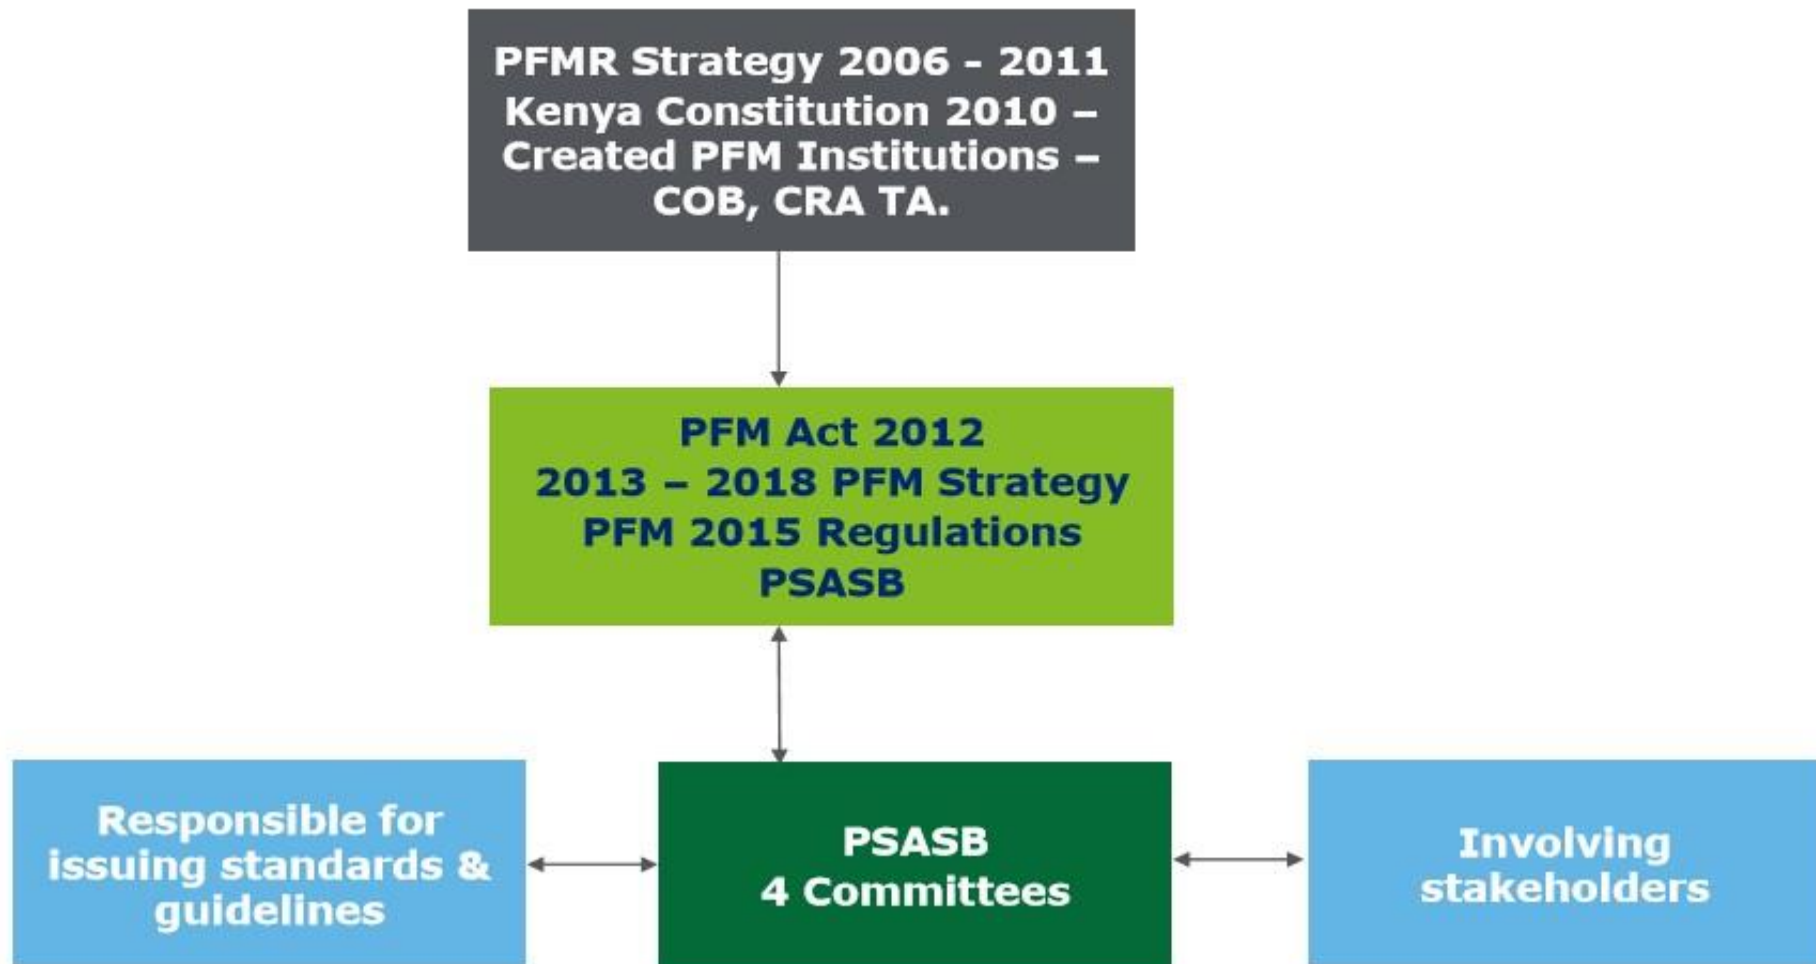 PFMR Strategy 2006 - 2011
Kenya Constitution 2010 –
Created PFM Institutions –
COB, CRA TA.
PFM Act 2012
2013 – 2018 PFM Strategy
PFM 2015 Regulations
PSASB
Responsible for
issuing standards &
guidelines
PSASB
4 Committees
Involving
stakeholders